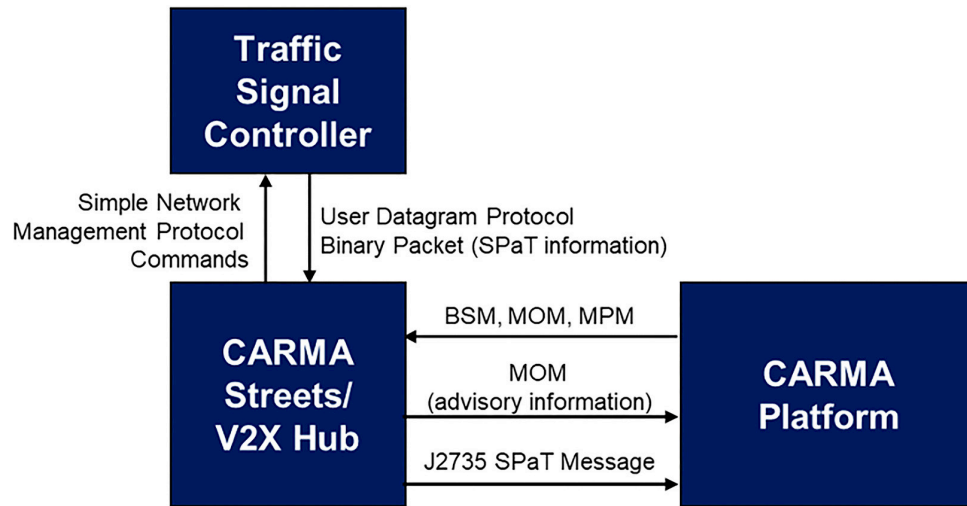 Traffic
Signal
Controller
Simple Network
Management Protocol
Commands
User Datagram Protocol
Binary Packet (SPaT information)
CARMA
Streets/
V2X Hub
BSM, MOM, MPM
MOM
(advisory information)
J2735 SPaT Message
CARMA
Platform